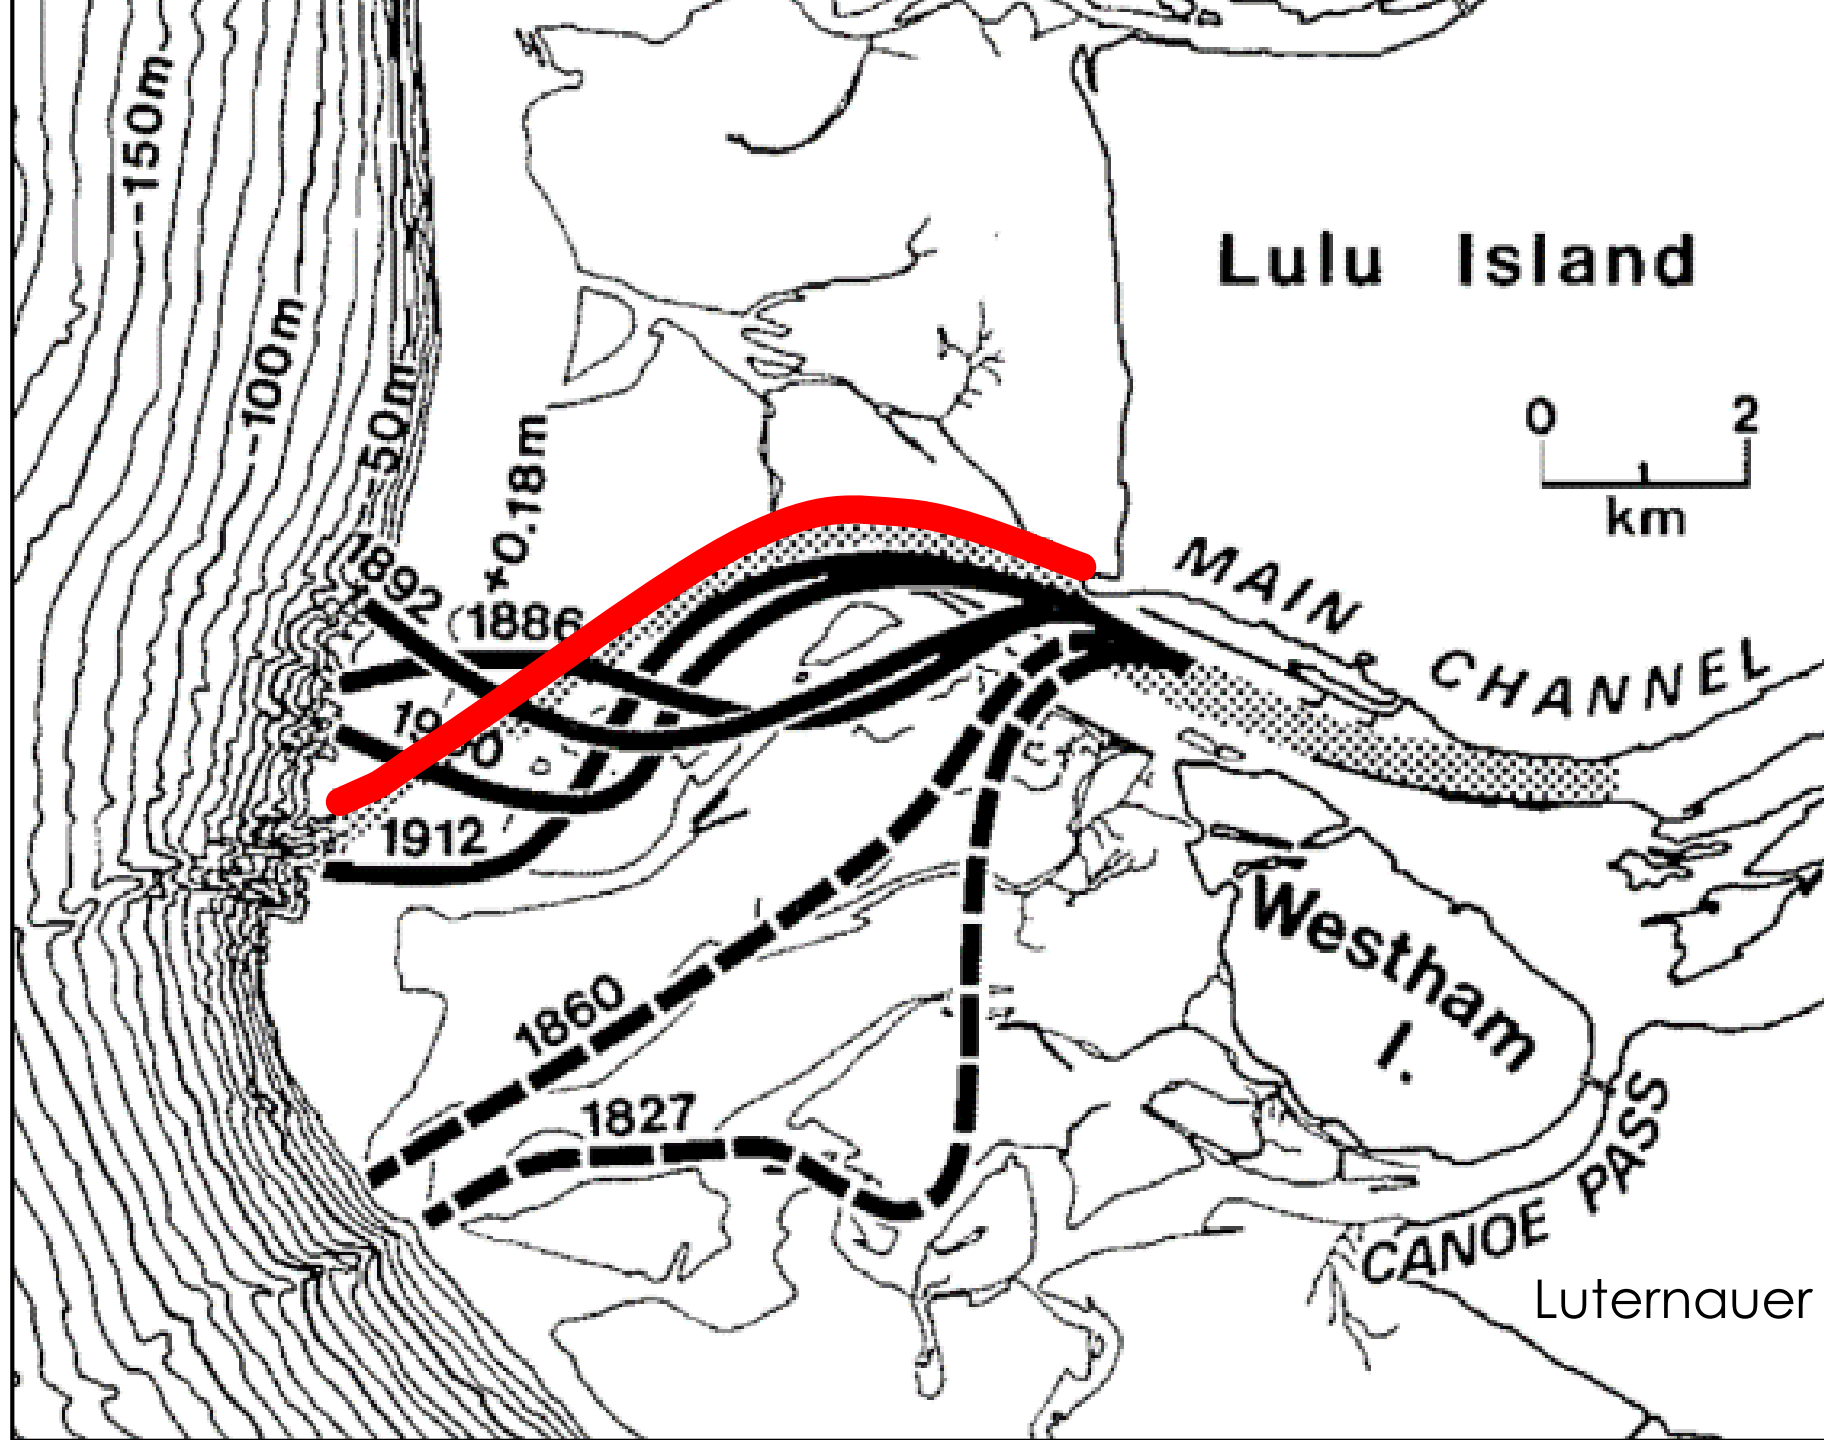 -150m
-100m
50m
+0.18m
Lulu Island
0 2
km
1892
1886
MAIN CHANNEL
1912
1860
1827
Westham
I.
CANOE PASS
Luternauer